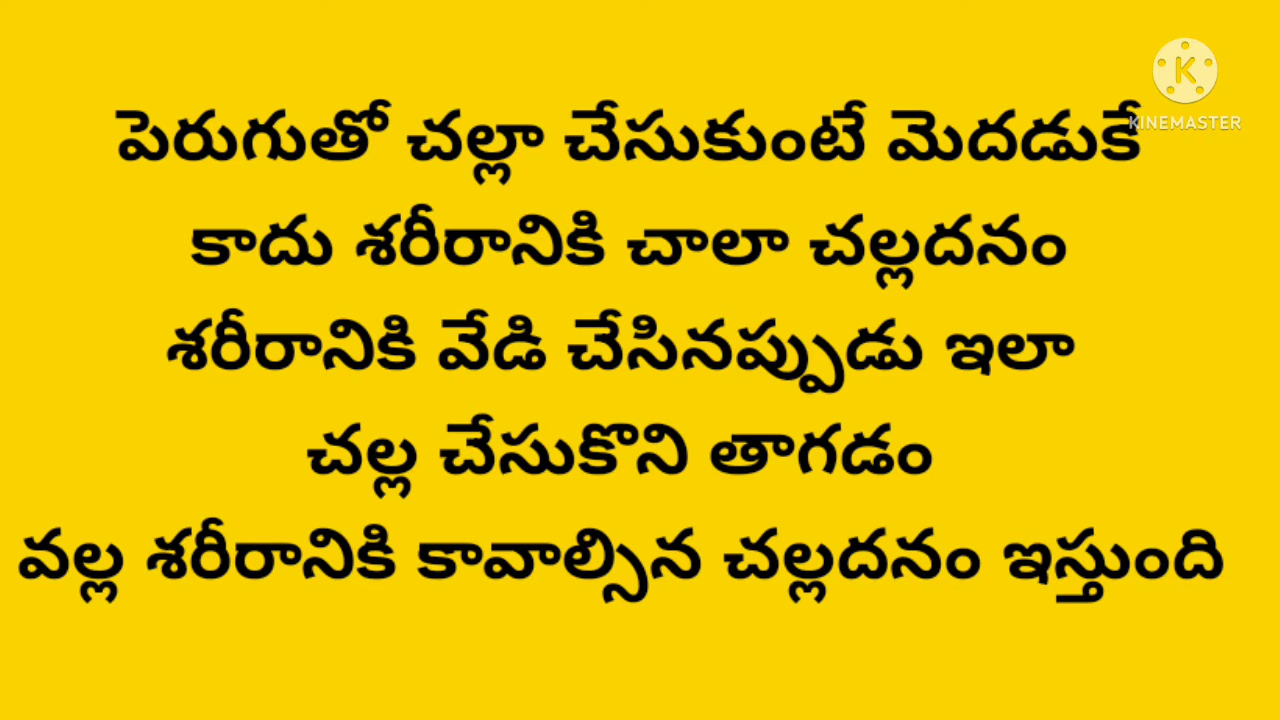 పెరుగుతో చల్లా చేసుకుంటే మెదడుకే
కాదు శరీరానికి చాలా చల్లదనం
శరీరానికి వేడి చేసినప్పుడు ఇలా
చల్ల చేసుకొని తాగడం
వల్ల శరీరానికి కావాల్సిన చల్లదనం ఇస్తుంది
K
KINEMASTER